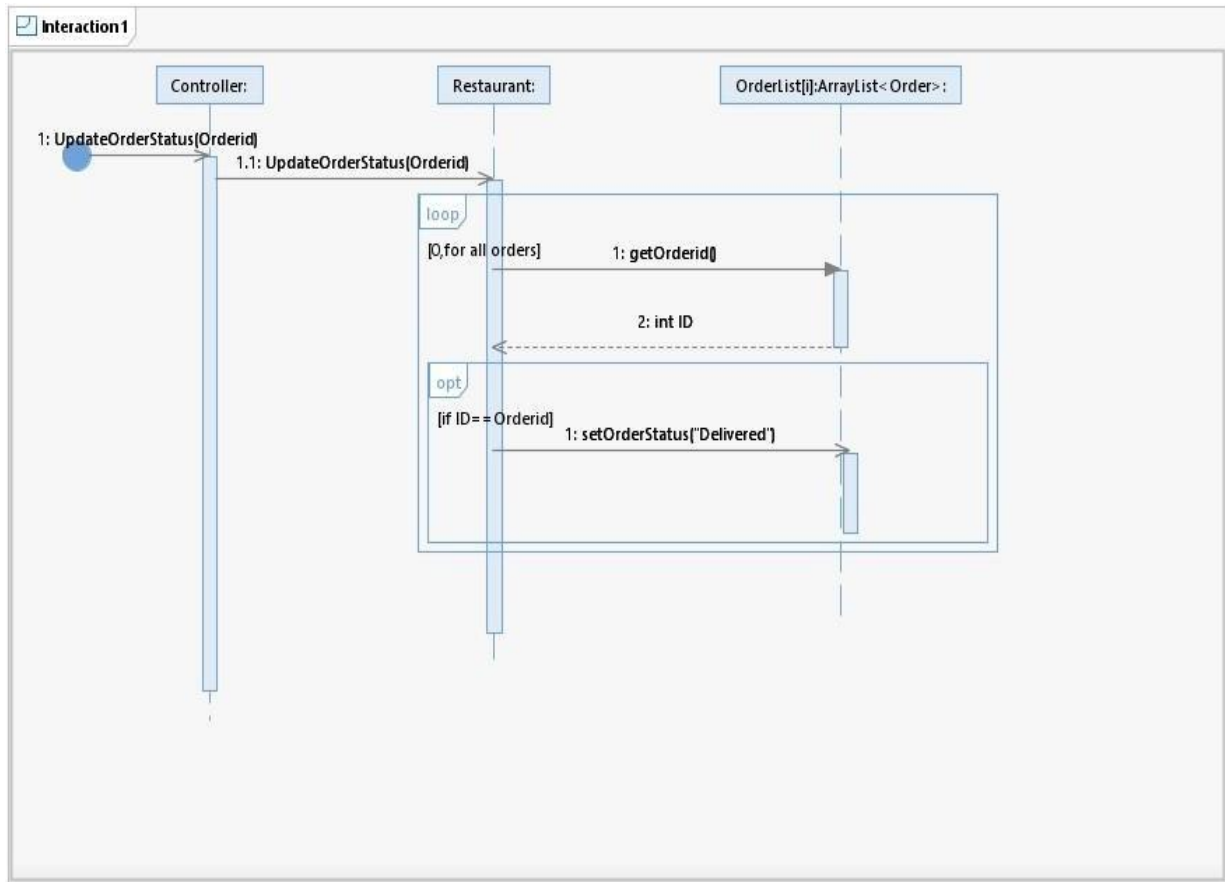 Interaction1
Controller:
Restaurant:
OrderList[i]:ArrayList<Order>:
1: UpdateOrderStatus(Orderid)
1.1: UpdateOrderStatus(Orderid)
loop
[0,for all orders]
1: getOrderid()
2: int ID
opt
[if ID==Orderid]
1: setOrderStatus("Delivered")